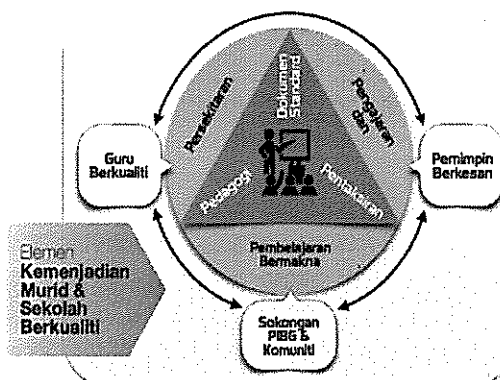 Dokumen
Standard
Persekitaran
Pengajaran
dan
Guru
Berkualiti
Pedagogi
Pentaksiran
Pemimpin
Berkesan
Pembelajaran
Bermakna
Elemen
Kemenjadian
Murid &
Sekolah
Berkualiti
Sokongan
PIBG &
Komuniti